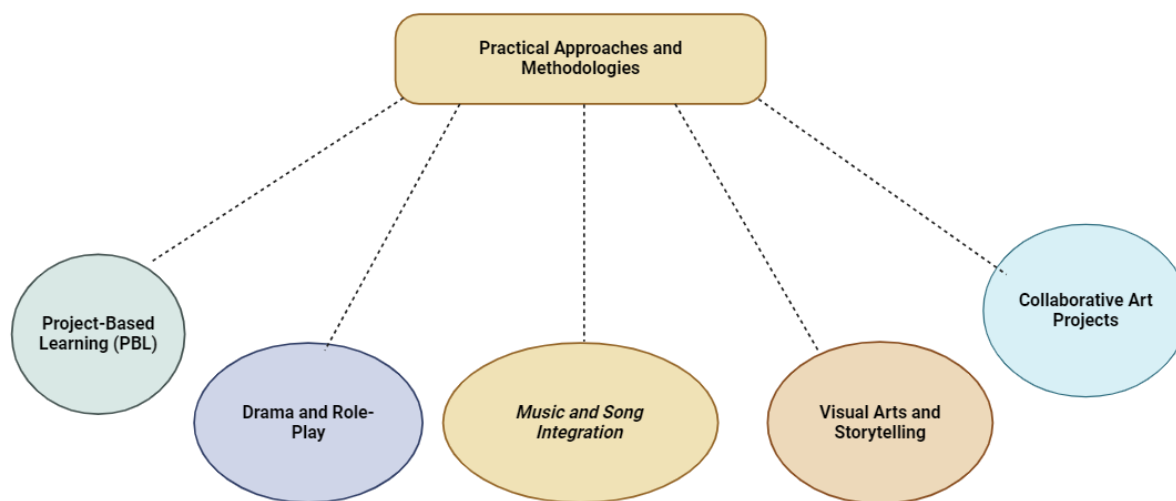 Practical Approaches and
Methodologies
Project-Based
Learning (PBL)
Drama and Role-
Play
Music and Song
Integration
Visual Arts and
Storytelling
Collaborative Art
Projects